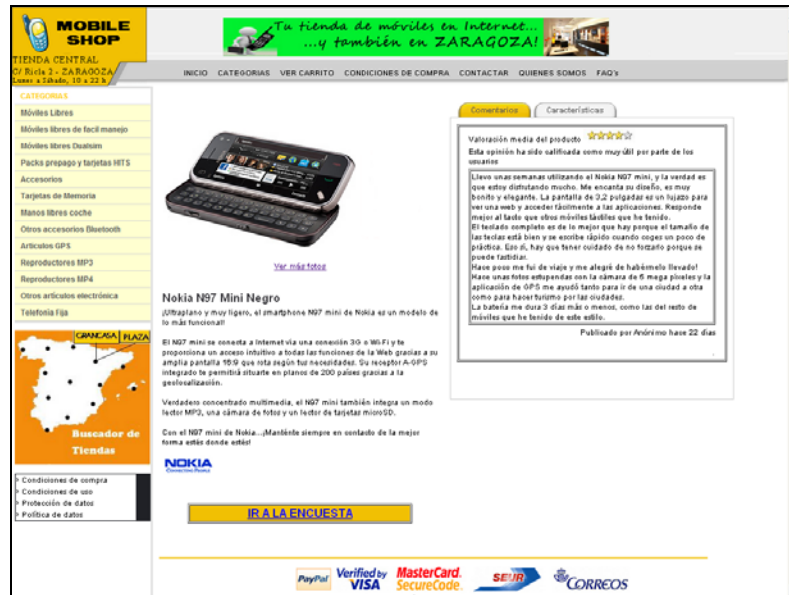 MOBILE
SHOP
TIENDA CENTRAL
C/ Ricla 2 - ZARAGOZA
Lunes a Sábado, 10 a 22 h
Tu tienda de móviles en Internet...
...y también en ZARAGOZA!
INICIO CATEGORIAS VER CARRITO CONDICIONES DE COMPRA CONTACTAR QUIENES SOMOS FAQ's
CATEGORIAS
Móviles Libres
Móviles libres de facil manejo
Móviles libres Dualsim
Packs prepago y tarjetas HITS
Accesorios
Tarjetas de Memoria
Manos libres coche
Otros accesorios Bluetooth
Articulos GPS
Reproductores MP3
Reproductores MP4
Otros artículos electrónica
Telefonía Fija
GRANCASA PLAZA
Buscador de
Tiendas
Condiciones de compra
Condiciones de uso
Protección de datos
Política de datos
Ver más fotos
Nokia N97 Mini Negro
¡Ultraplano y muy ligero, el smartphone N97 mini de Nokia es un modelo de
lo más funcional!
El N97 mini se conecta a Internet vía una conexión 3G o Wi-Fi y te
proporciona un acceso intuitivo a todas las funciones de la Web gracias a su
amplia pantalla 16:9 que rota según tus necesidades. Su receptor A-GPS
integrado te permitirá situarte en planos de 200 países gracias a la
geolocalización.
Verdadero concentrado multimedia, el N97 mini también integra un modo
lector MP3, una cámara de fotos y un lector de tarjetas microSD.
Con el N97 mini de Nokia...¡Manténte siempre en contacto de la mejor
forma estés donde estés!
NOKIA
CONNECTING PEOPLE
IR A LA ENCUESTA
Comentarios Características
Valoración media del producto
Esta opinión ha sido calificada como muy útil por parte de los
usuarios
Llevo unas semanas utilizando el Nokia N97 mini, y la verdad es
que estoy disfrutando mucho. Me encanta su diseño, es muy
bonito y elegante. La pantalla de 3,2 pulgadas es un lujazo para
ver una web y acceder fácilmente a las aplicaciones. Responde
mejor al tacto que otros móviles táctiles que he tenido.
El teclado completo es de lo mejor que hay porque el tamaño de
las teclas está bien y se escribe rápido cuando coges un poco de
práctica. Eso sí, hay que tener cuidado de no forzarlo porque se
puede fastidiar.
Hace poco me fui de viaje y me alegré de habérmelo llevado!
Hace unas fotos estupendas con la cámara de 5 mega píxeles y la
aplicación de GPS me ayudó tanto para ir de una ciudad a otra
como para hacer turismo por las ciudades.
La batería me dura 3 días más o menos, como las del resto de
móviles que he tenido de este estilo.
Publicado por Anónimo hace 22 días
PayPal Verified by VISA MasterCard. SecureCode. SEUR CORREOS